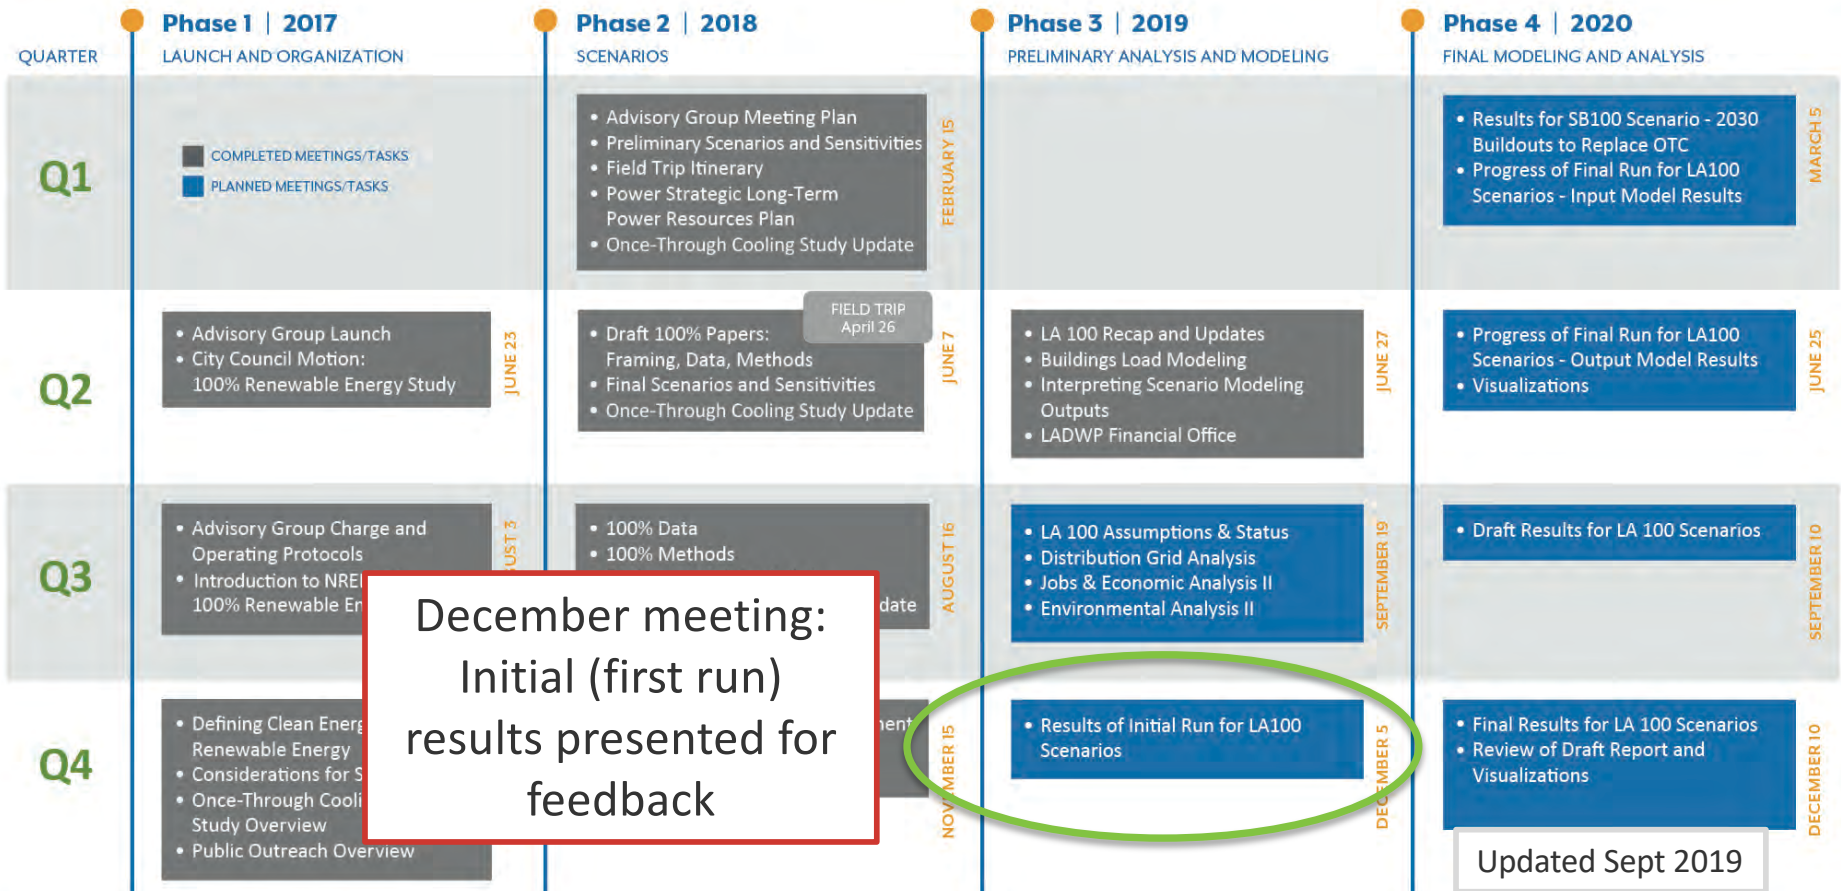 Phase 1 | 2017
Phase 2 | 2018
Phase 3 | 2019
Phase 4 | 2020
QUARTER
LAUNCH AND ORGANIZATION
SCENARIOS
PRELIMINARY ANALYSIS AND MODELING
FINAL MODELING AND ANALYSIS
Q1
COMPLETED MEETINGS/TASKS
PLANNED MEETINGS/TASKS
• Advisory Group Meeting Plan
• Preliminary Scenarios and Sensitivities
• Field Trip Itinerary
• Power Strategic Long-Term
Power Resources Plan
• Once-Through Cooling Study Update
FEBRUARY 15
• Results for SB100 Scenario - 2030
Buildouts to Replace OTC
• Progress of Final Run for LA100
Scenarios - Input Model Results
MARCH 5
Q2
• Advisory Group Launch
• City Council Motion:
100% Renewable Energy Study
JUNE 23
FIELD TRIP
April 26
• Draft 100% Papers:
Framing, Data, Methods
• Final Scenarios and Sensitivities
• Once-Through Cooling Study Update
JUNE 7
• LA 100 Recap and Updates
• Buildings Load Modeling
• Interpreting Scenario Modeling
Outputs
• LADWP Financial Office
JUNE 27
• Progress of Final Run for LA100
Scenarios - Output Model Results
• Visualizations
JUNE 25
Q3
• Advisory Group Charge and
Operating Protocols
• Introduction to
100% Renewable
• 100% Data
• 100% Methods
AUGUST 16
• LA 100 Assumptions & Status
• Distribution Grid Analysis
• Jobs & Economic Analysis II
• Environmental Analysis II
SEPTEMBER 19
• Draft Results for LA 100 Scenarios
SEPTEMBER 10
December meeting:
Initial (first run)
results presented for
feedback
Q4
• Defining Clean
Renewable Energy
• Considerations for
• Once-Through
Study Overview
• Public Outreach Overview
NOVEMBER 15
• Results of Initial Run for LA100
Scenarios
DECEMBER 5
• Final Results for LA 100 Scenarios
• Review of Draft Report and
Visualizations
DECEMBER 10
Updated Sept 2019